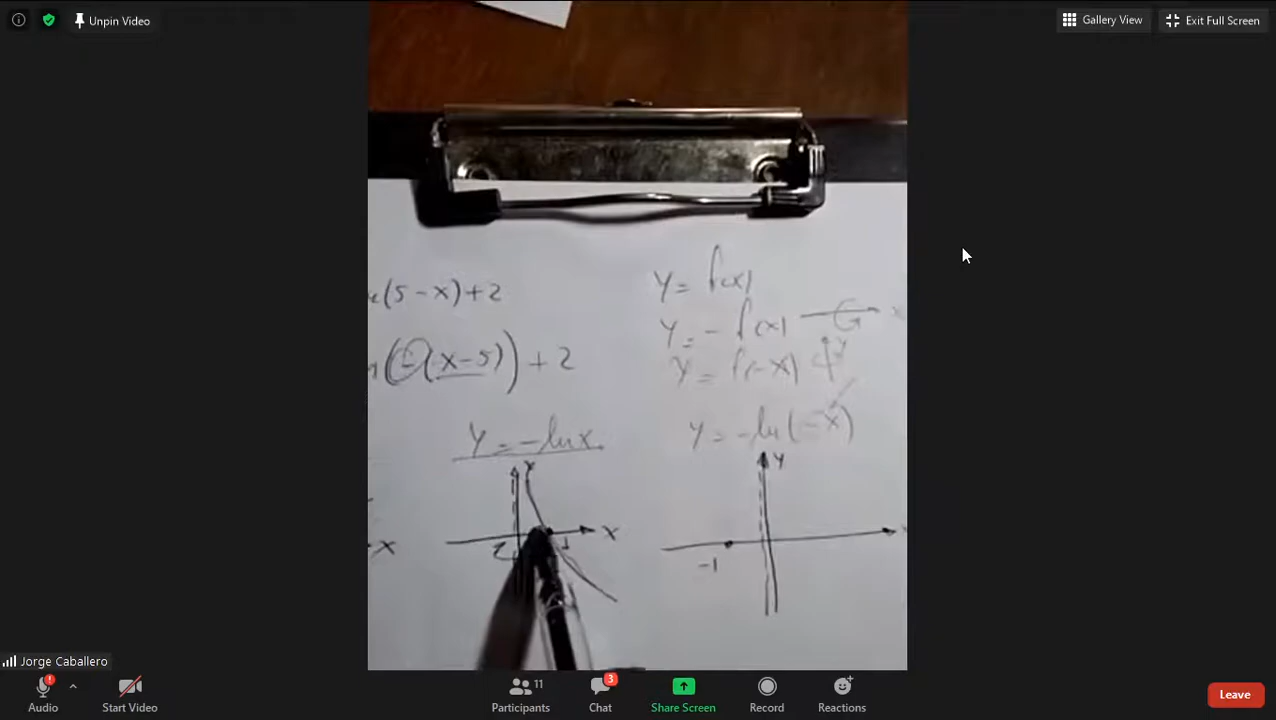 Unpin Video
Gallery View
Exit Full Screen
(5-x)+2
(-(x-5))+2
y = f(x)
y = -f(x)
x
y = f(-x)
y
y = -ln x
y = -ln(-x)
y
x
1
x
y
-1
Jorge Caballero
Audio
Start Video
11
Participants
3
Chat
Share Screen
Record
Reactions
Leave